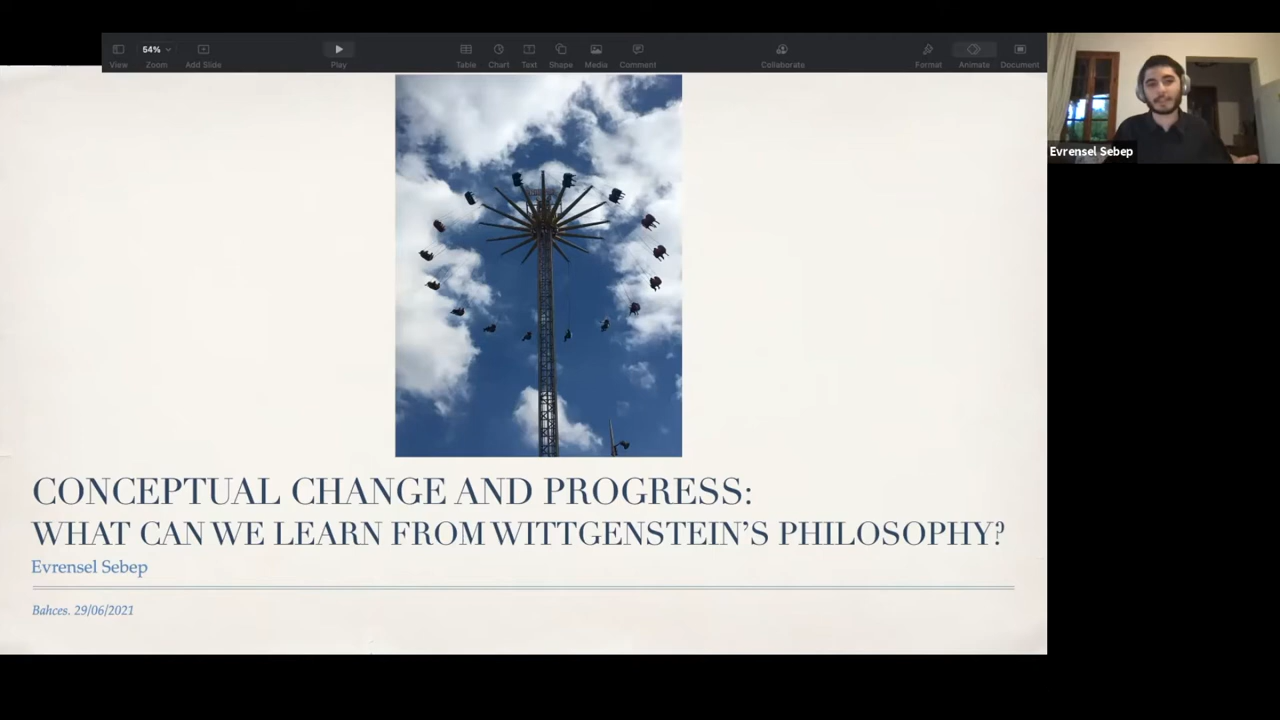 54%
View
Zoom
Add Slide
Play
Table
Chart
Text
Shape
Media
Comment
Collaborate
Format
Animate
Document
Evrensel Sebep
CONCEPTUAL CHANGE AND PROGRESS:
WHAT CAN WE LEARN FROM WITTGENSTEIN’S PHILOSOPHY?
Evrensel Sebep
Bahces. 29/06/2021